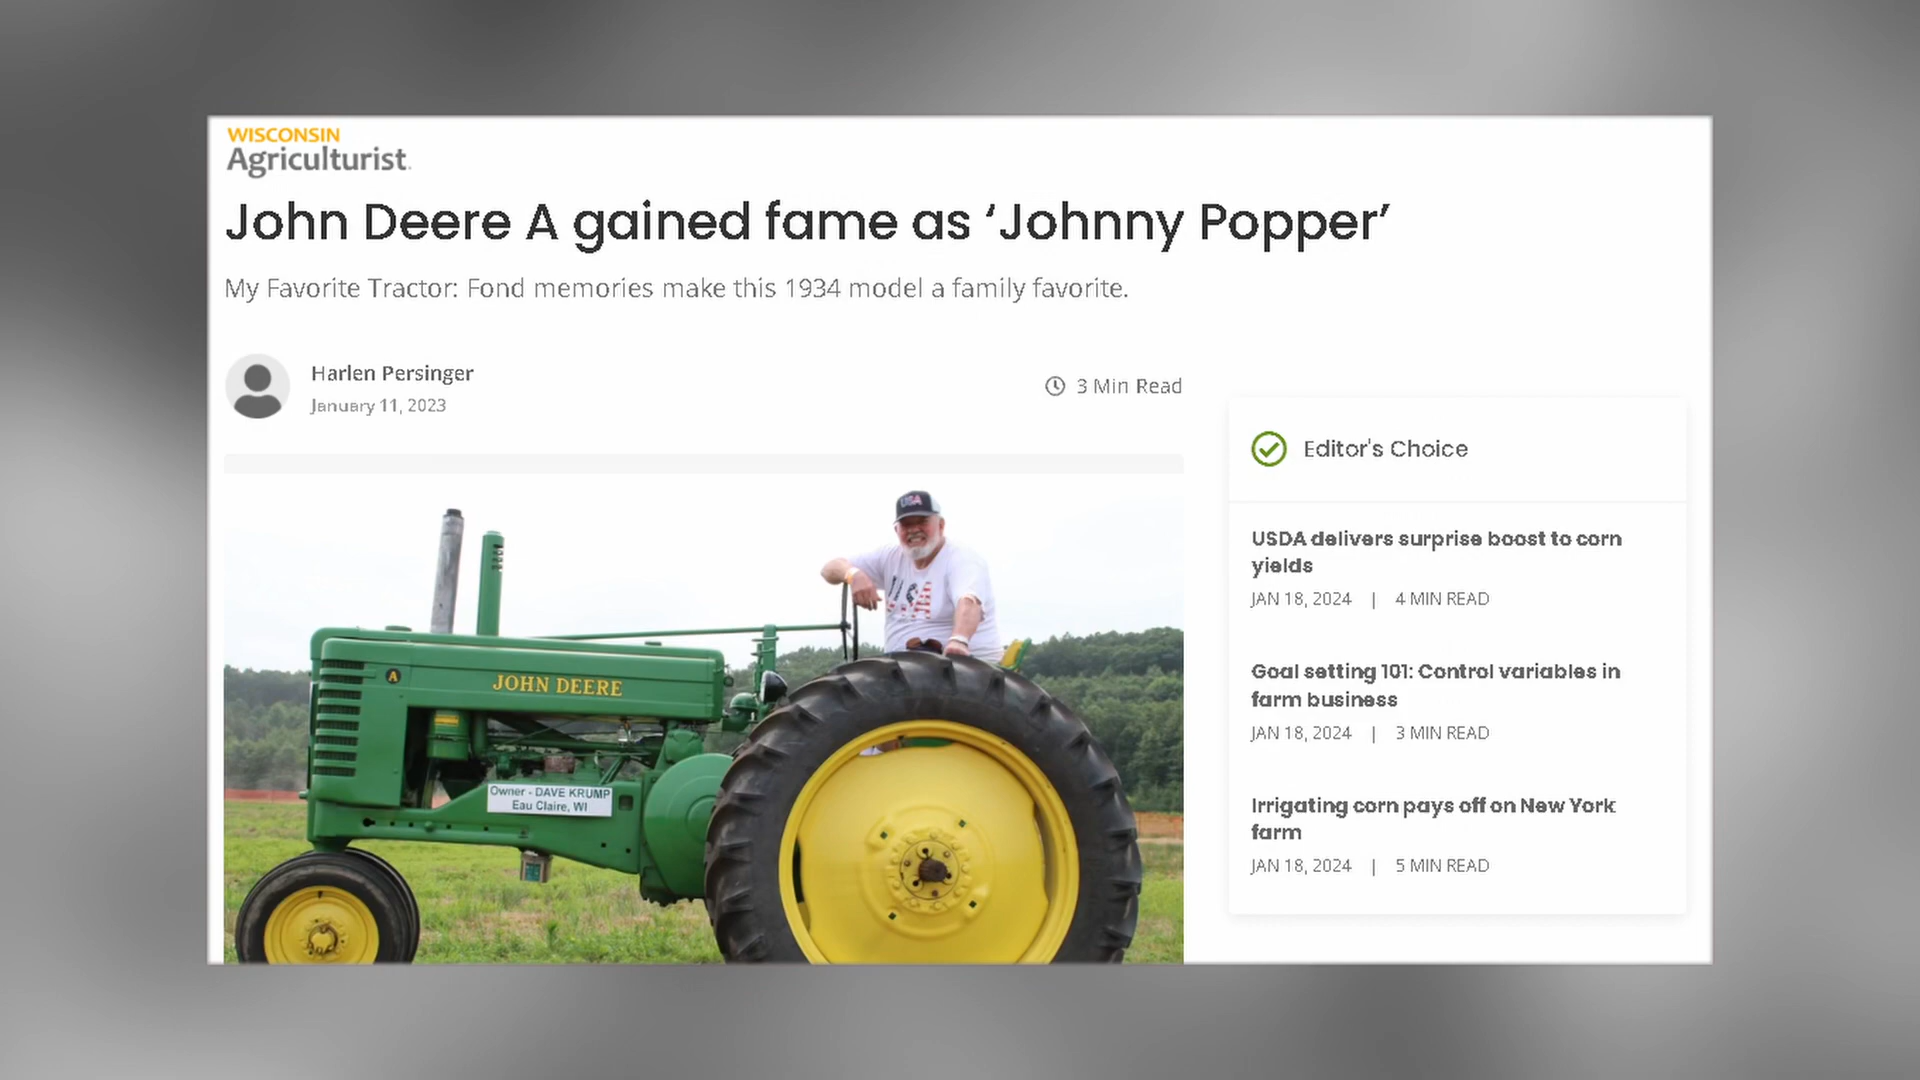 WISCONSIN
Agriculturist
John Deere A gained fame as ‘Johnny Popper’
My Favorite Tractor: Fond memories make this 1934 model a family favorite.
Harlen Persinger
January 11, 2023
3 Min Read
USA
USA
A
JOHN DEERE
Owner - DAVE KRUMP
Eau Claire, WI
Editor's Choice
USDA delivers surprise boost to corn
yields
JAN 18, 2024 | 4 MIN READ
Goal setting 101: Control variables in
farm business
JAN 18, 2024 | 3 MIN READ
Irrigating corn pays off on New York
farm
JAN 18, 2024 | 5 MIN READ